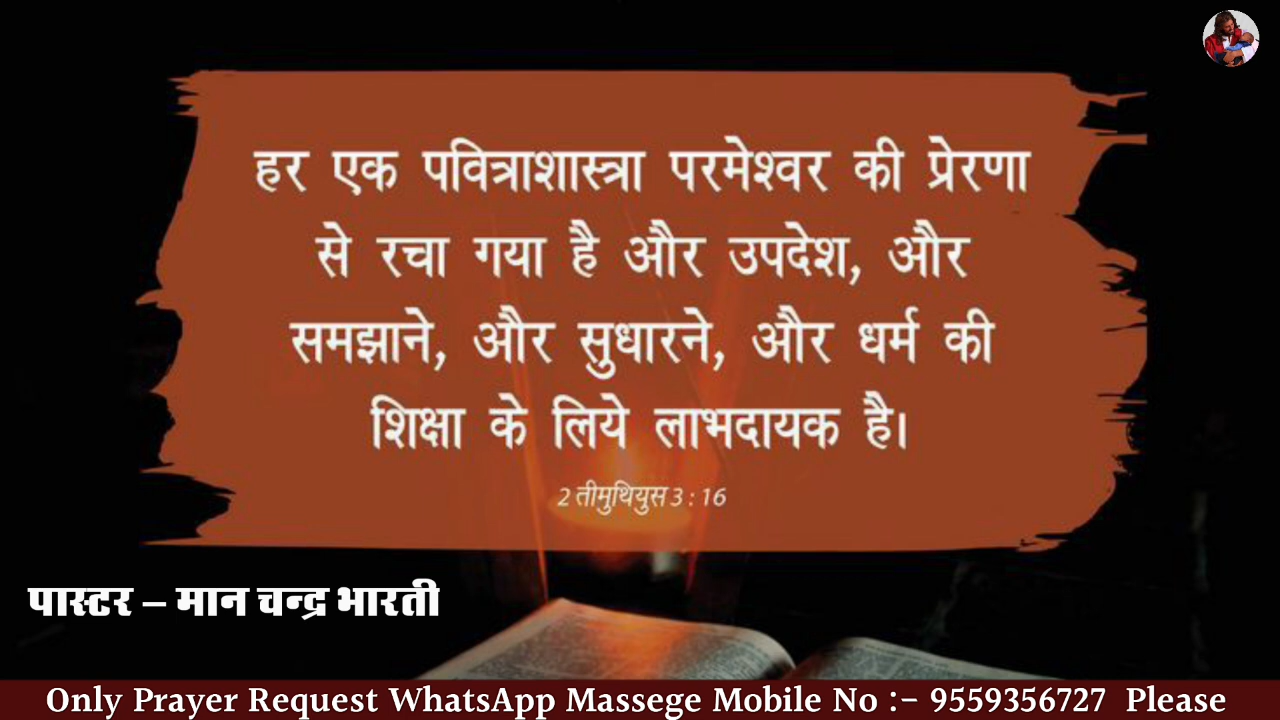 हर एक पवित्राशास्त्रा परमेश्वर की प्रेरणा
से रचा गया है और उपदेश, और
समझाने, और सुधारने, और धर्म की
शिक्षा के लिये लाभदायक है।
2 तीमुथियुस 3 : 16
पास्टर – मान चन्द्र भारती
Only Prayer Request WhatsApp Massege Mobile No :- 9559356727 Please